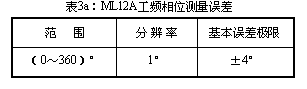 表3a：ML12A工频相位测量误差
范 围 分 辨 率 基本误差极限
（0～360）° 1° ±4°